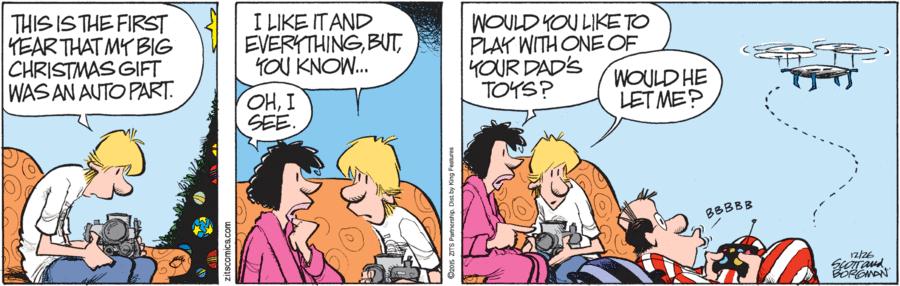 THIS IS THE FIRST
YEAR THAT MY BIG
CHRISTMAS GIFT
WAS AN AUTO PART.
zitscomics.com
I LIKE IT AND
EVERYTHING, BUT,
YOU KNOW...
OH, I
SEE.
©2015 ZITS Partnership. Dist by King Features
WOULD YOU LIKE TO
PLAY WITH ONE OF
YOUR DAD'S
TOYS?
WOULD HE
LET ME?
BBBBB
12/26
SCOTT and
BORGMAN